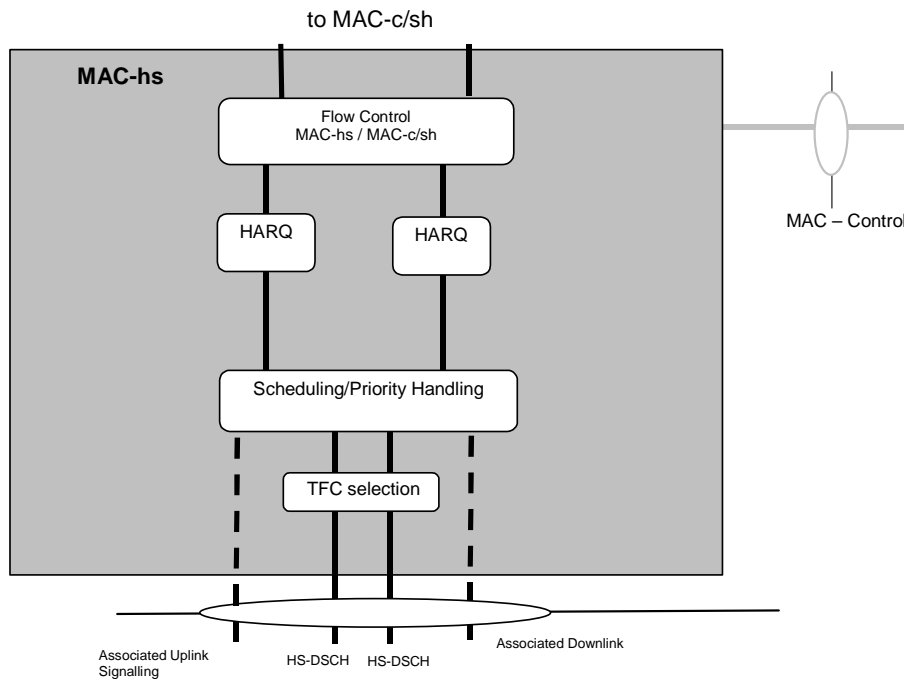 to MAC-c/sh
MAC-hs
Flow Control
MAC-hs / MAC-c/sh
HARQ
HARQ
MAC – Control
Scheduling/Priority Handling
TFC selection
Associated Uplink
Signalling
HS-DSCH
HS-DSCH
Associated Downlink